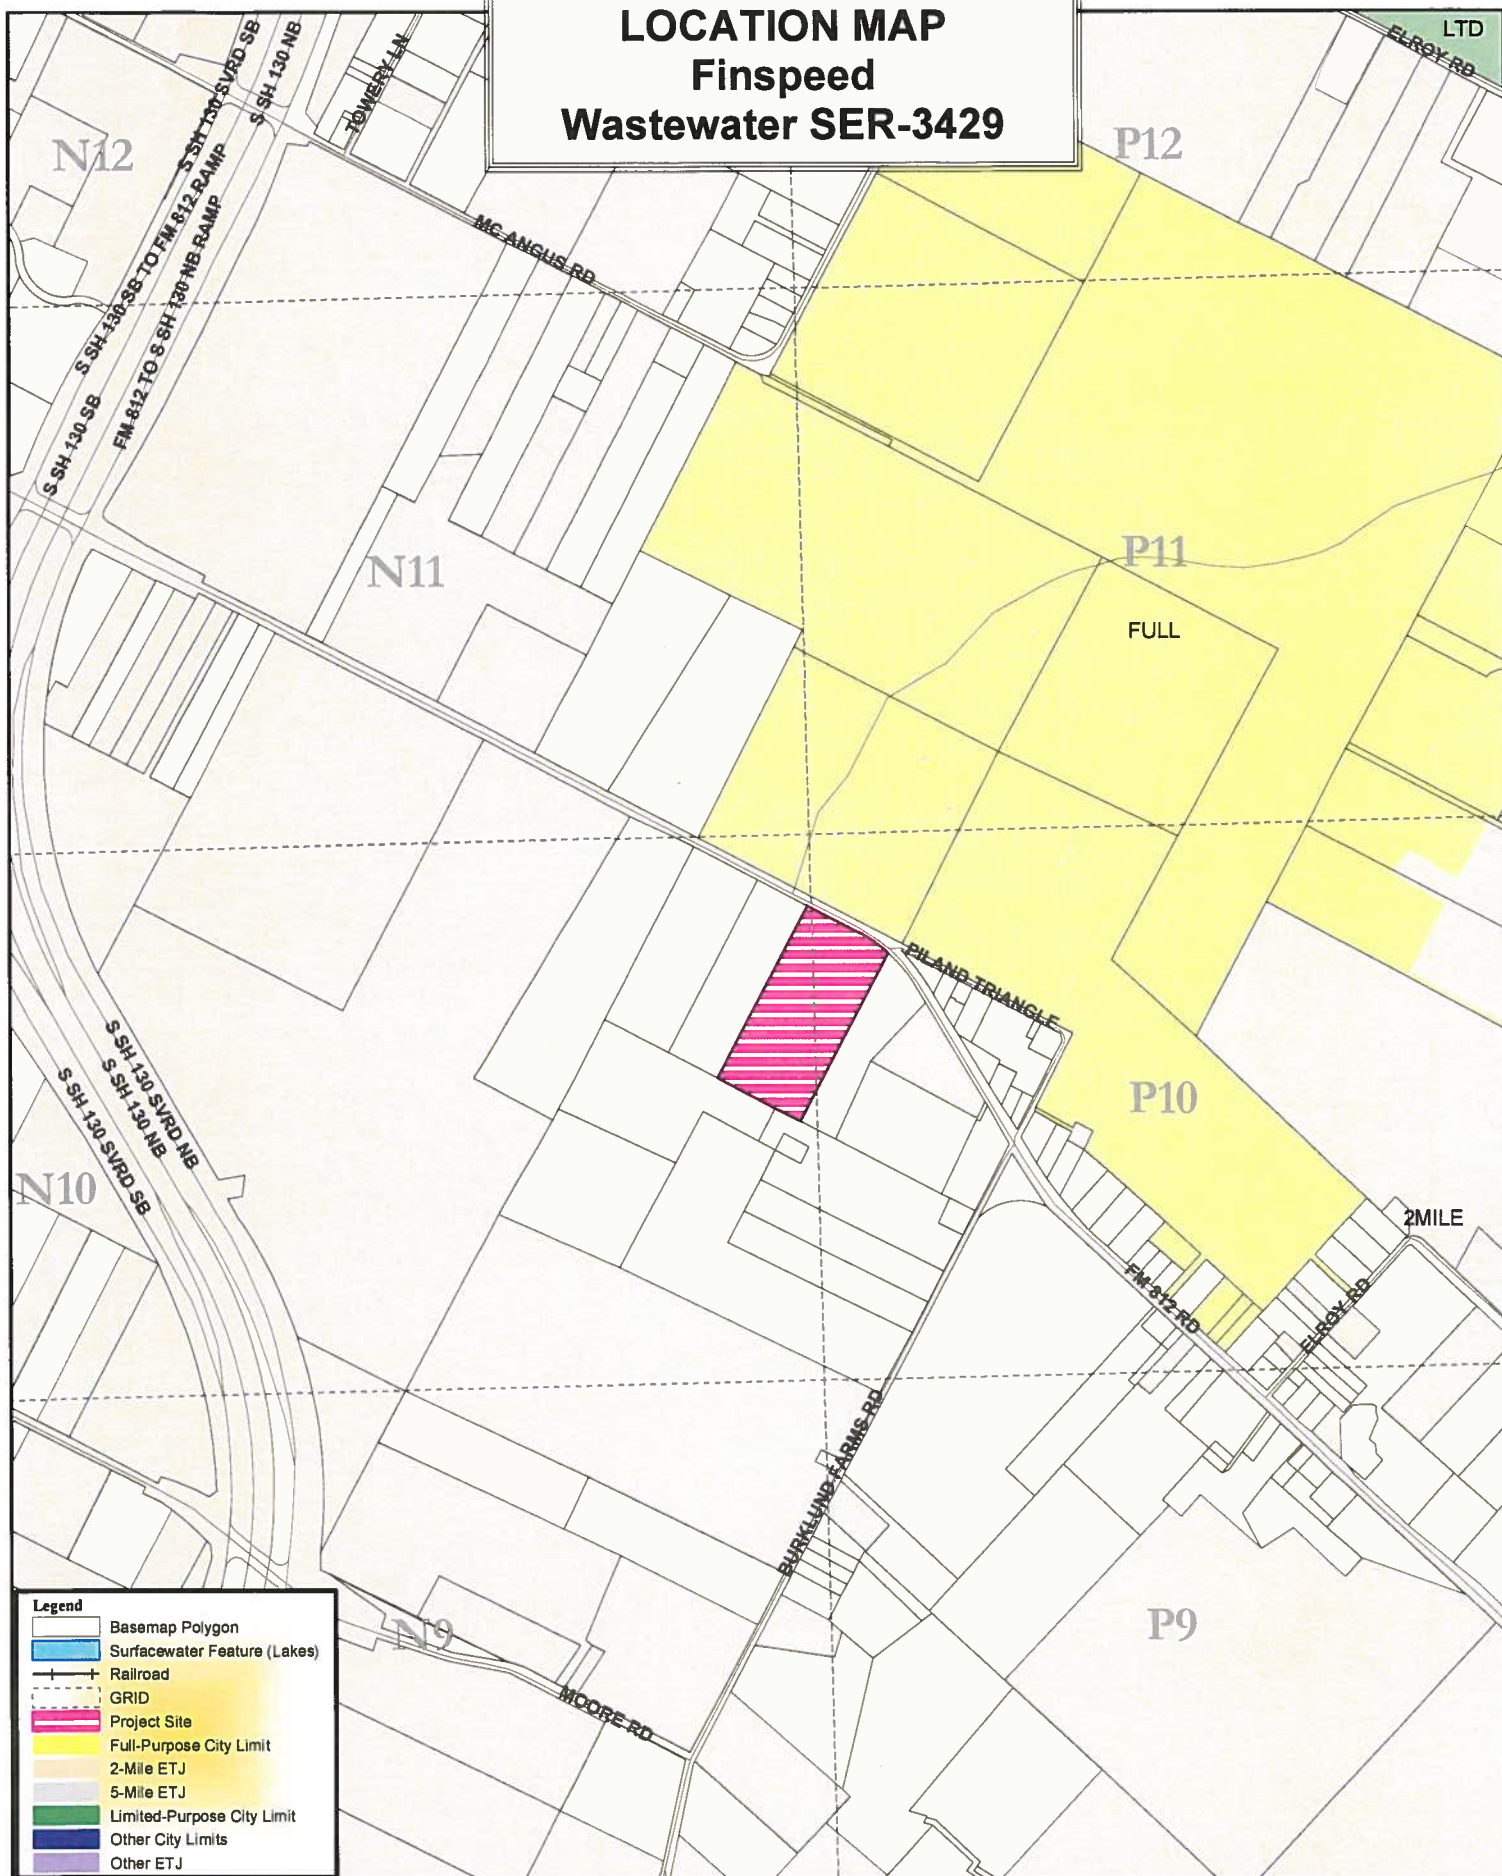 LOCATION MAP
Finspeed
Wastewater SER-3429
LTD
ELROY RD
S SH 130 SVRD SB
S SH 130 NB
TOWERY LN
N12
P12
S SH 130 SB TO FM 812 RAMP
FM 812 TO S SH 130 NB RAMP
MC ANGUS RD
S SH 130 SB
N11
P11
FULL
PILAND TRIANGLE
S SH 130 SVRD NB
S SH 130 NB
S SH 130 SVRD SB
P10
N10
2MILE
FM 812 RD
ELROY RD
BURKLUND FARMS RD
N9
P9
MOORE RD
Legend
Basemap Polygon
Surfacewater Feature (Lakes)
Railroad
GRID
Project Site
Full-Purpose City Limit
2-Mile ETJ
5-Mile ETJ
Limited-Purpose City Limit
Other City Limits
Other ETJ